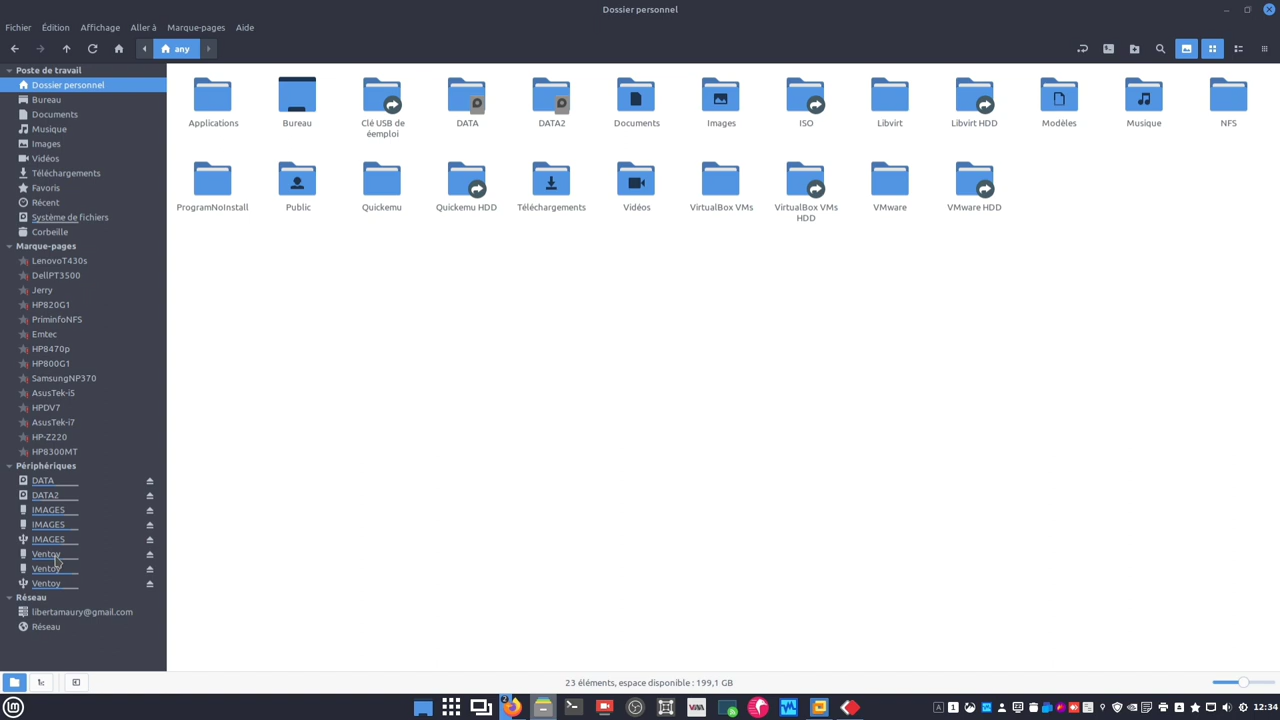 Dossier personnel
Fichier Édition Affichage Aller à Marque-pages Aide
any
Poste de travail
Dossier personnel
Bureau
Documents
Musique
Images
Vidéos
Téléchargements
Favoris
Récent
Système de fichiers
Corbeille
Marque-pages
LenovoT430s
DellPT3500
Jerry
HP820G1
PriminfoNFS
Emtec
HP8470p
HP800G1
SamsungNP370
AsusTek-i5
HPDV7
AsusTek-i7
HP-Z220
HP8300MT
Périphériques
DATA
DATA2
IMAGES
IMAGES
IMAGES
Ventoy
Ventoy
Ventoy
Réseau
libertamaury@gmail.com
Réseau
Applications
Bureau
Clé USB de
éemploi
DATA
DATA2
Documents
Images
ISO
Libvirt
Libvirt HDD
Modèles
Musique
NFS
ProgramNoInstall
Public
Quickemu
Quickemu HDD
Téléchargements
Vidéos
VirtualBox VMs
VirtualBox VMs
HDD
VMware
VMware HDD
23 éléments, espace disponible : 199,1 GB
12:34